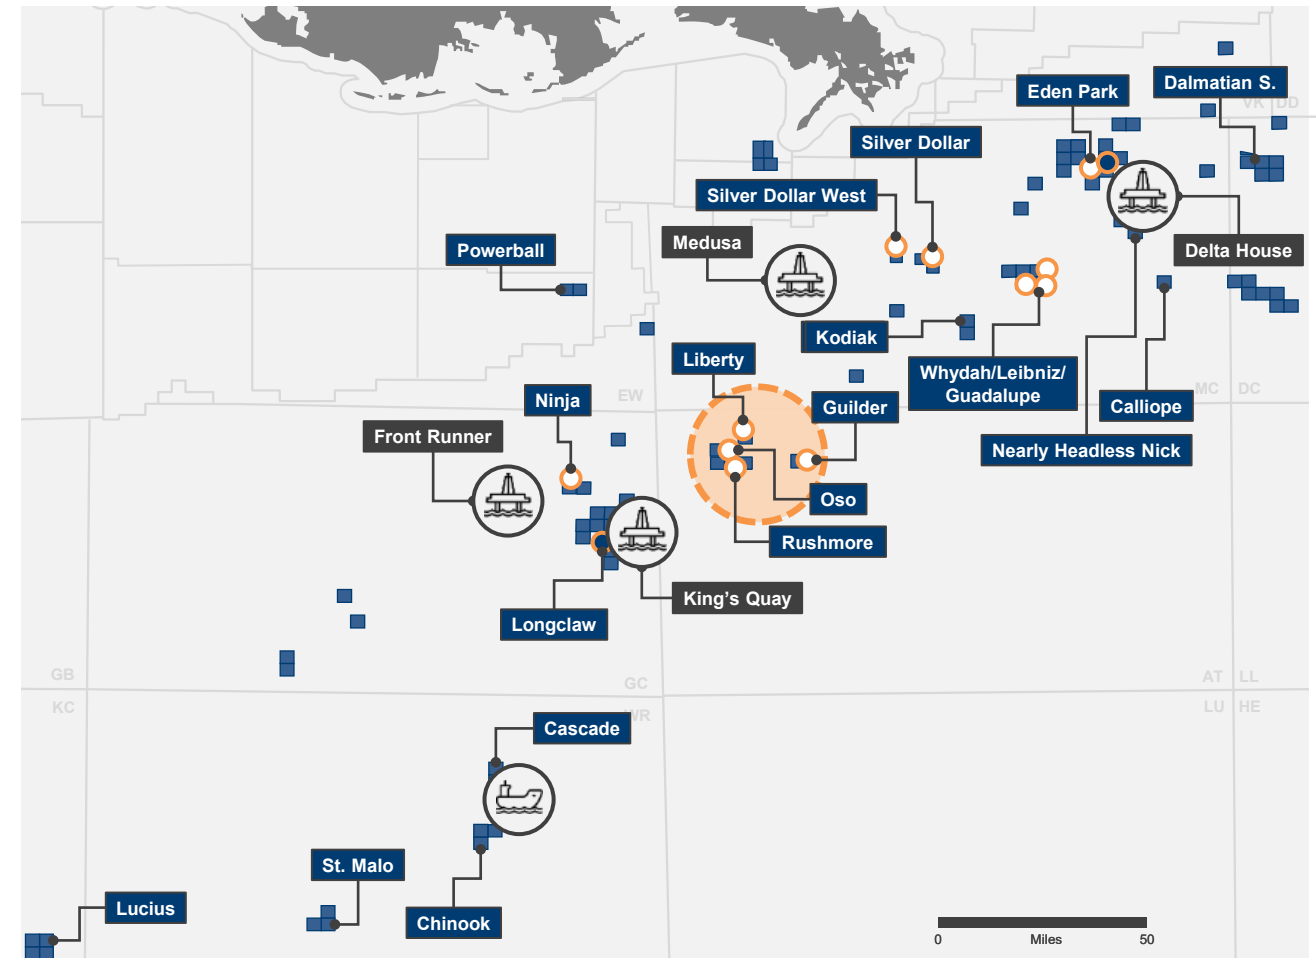 Eden Park
Dalmatian S.
VK
DD
Silver Dollar
Silver Dollar West
Medusa
Powerball
Delta House
Kodiak
Liberty
Whydah/Leibniz/
Guadalupe
Ninja
EW
Guilder
MC
DC
Calliope
Front Runner
Nearly Headless Nick
Oso
Rushmore
King's Quay
Longclaw
GB
GC
AT
LL
KC
WR
LU
HE
Cascade
St. Malo
Lucius
Chinook
0
Miles
50